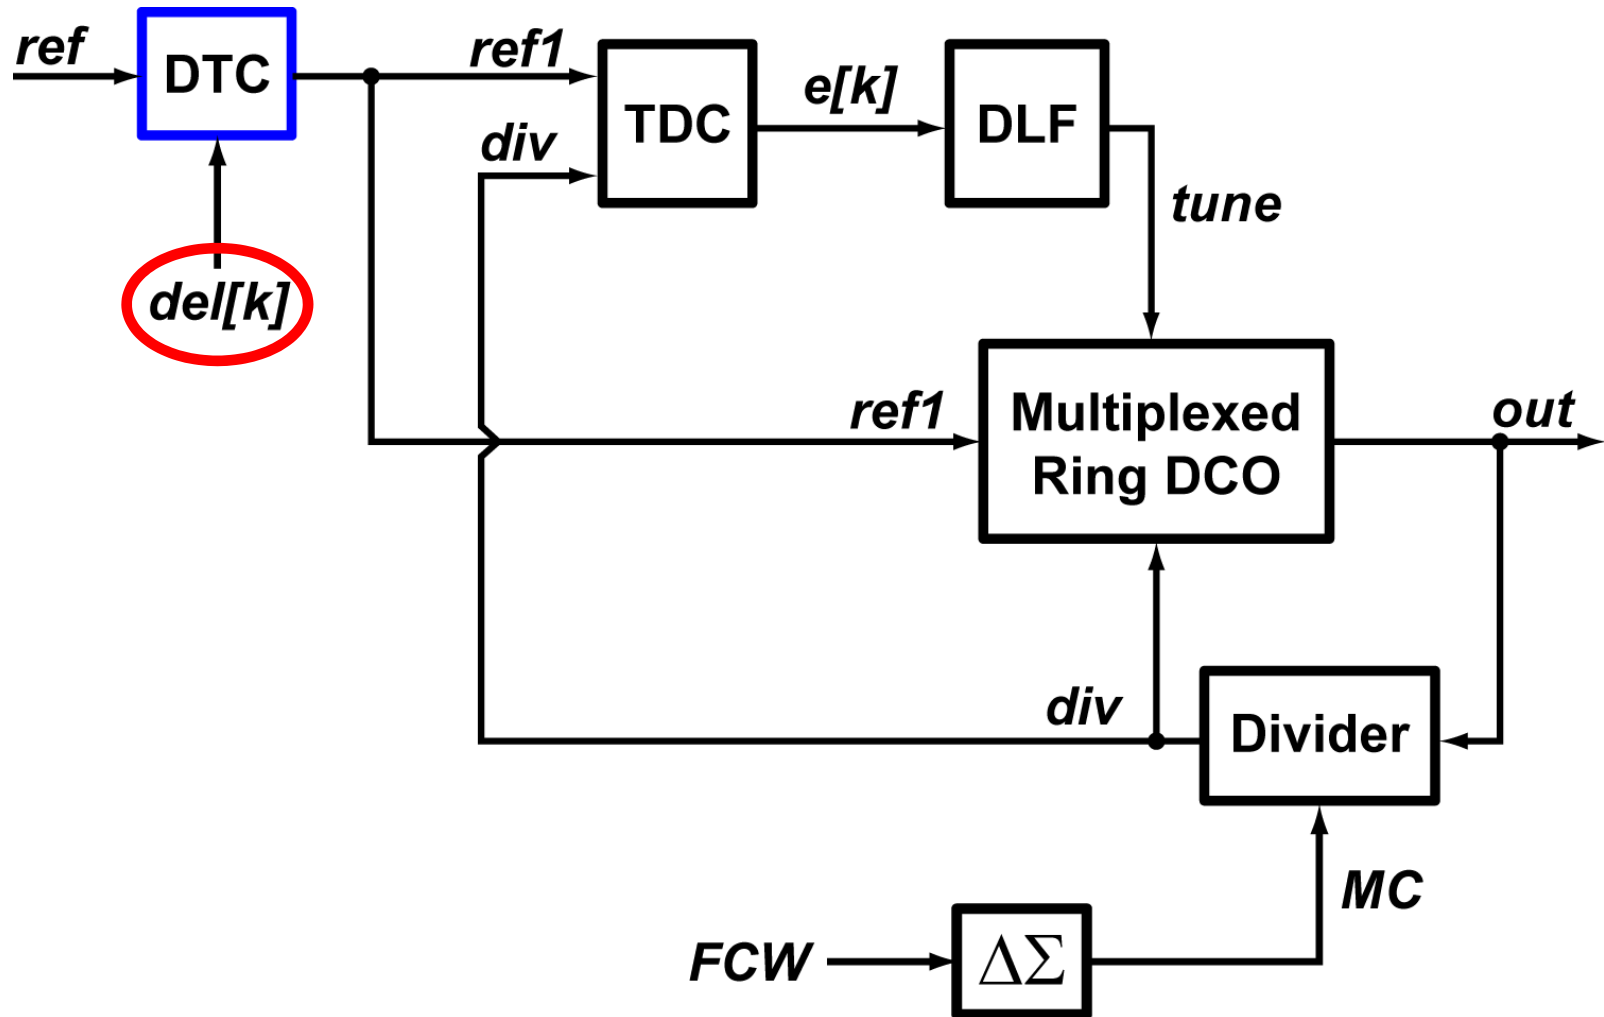 ref
DTC
ref1
div
TDC
e[k]
DLF
tune
del[k]
ref1
Multiplexed
Ring DCO
out
div
Divider
MC
FCW
ΔΣ